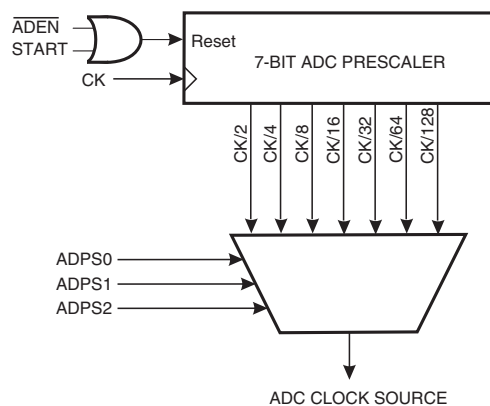 ADEN
START
Reset
7-BIT ADC PRESCALER
CK
CK/2
CK/4
CK/8
CK/16
CK/32
CK/64
CK/128
ADPS0
ADPS1
ADPS2
ADC CLOCK SOURCE